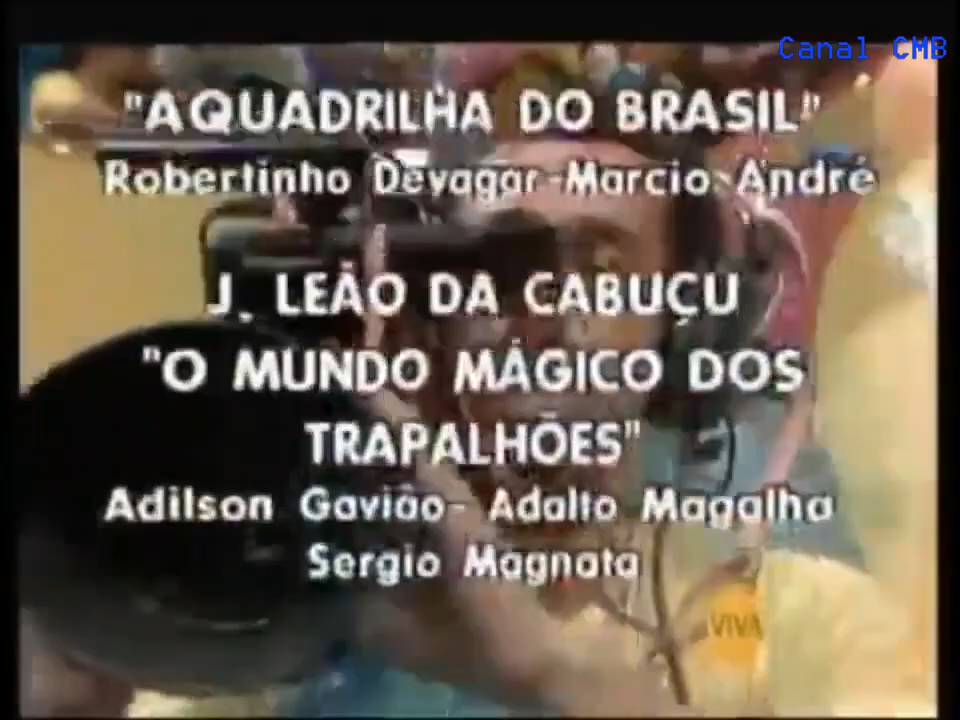 Canal CMB
"A QUADRILHA DO BRASIL"
Robertinho Devagar-Marcio André
J. LEÃO DA CABUÇU
"O MUNDO MÁGICO DOS
TRAPALHÕES"
Adilson Gavião- Adalto Magalha
Sergio Magnata
VIVA